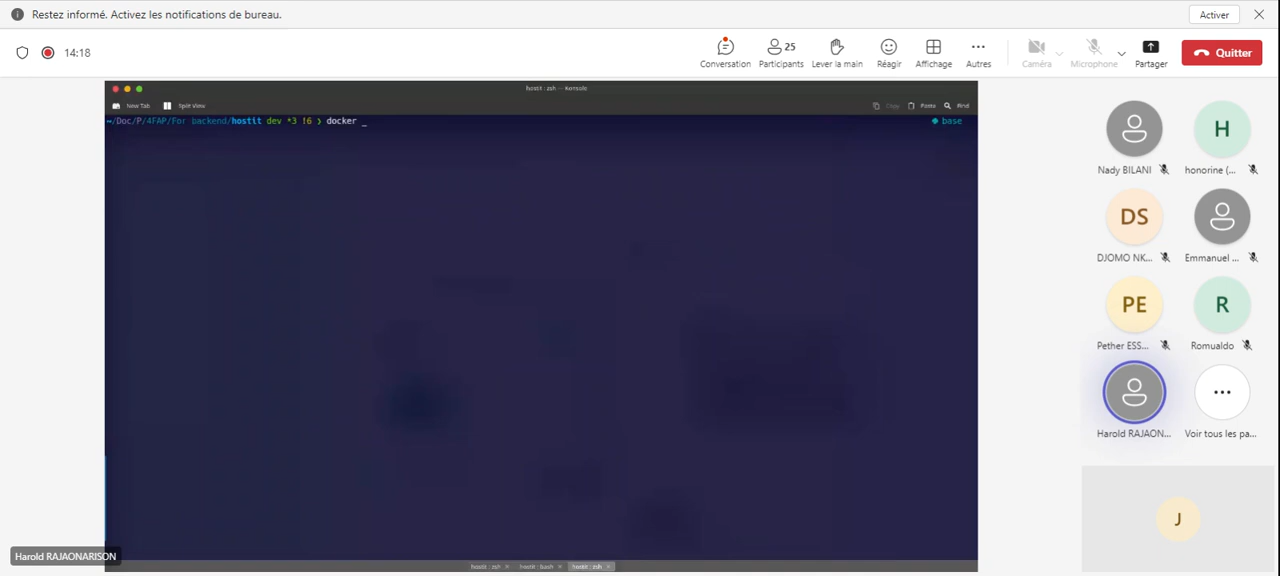 Restez informé. Activez les notifications de bureau.
Activer
14:18
Conversation
25
Participants
Lever la main
Réagir
Affichage
Autres
Caméra
Microphone
Partager
Quitter
hostit : zsh — Konsole
New Tab
Split View
Copy
Paste
Find
~/Doc/P/4FAP/For backend/hostit dev *3 !6 ❯ docker _
base
Nady BILANI
H
honorine (...
DS
DJOMO NK...
Emmanuel ...
PE
Pether ESS...
R
Romualdo
Harold RAJAON...
Voir tous les pa...
J
Harold RAJAONARISON
hostit : zsh
hostit : bash
hostit : zsh